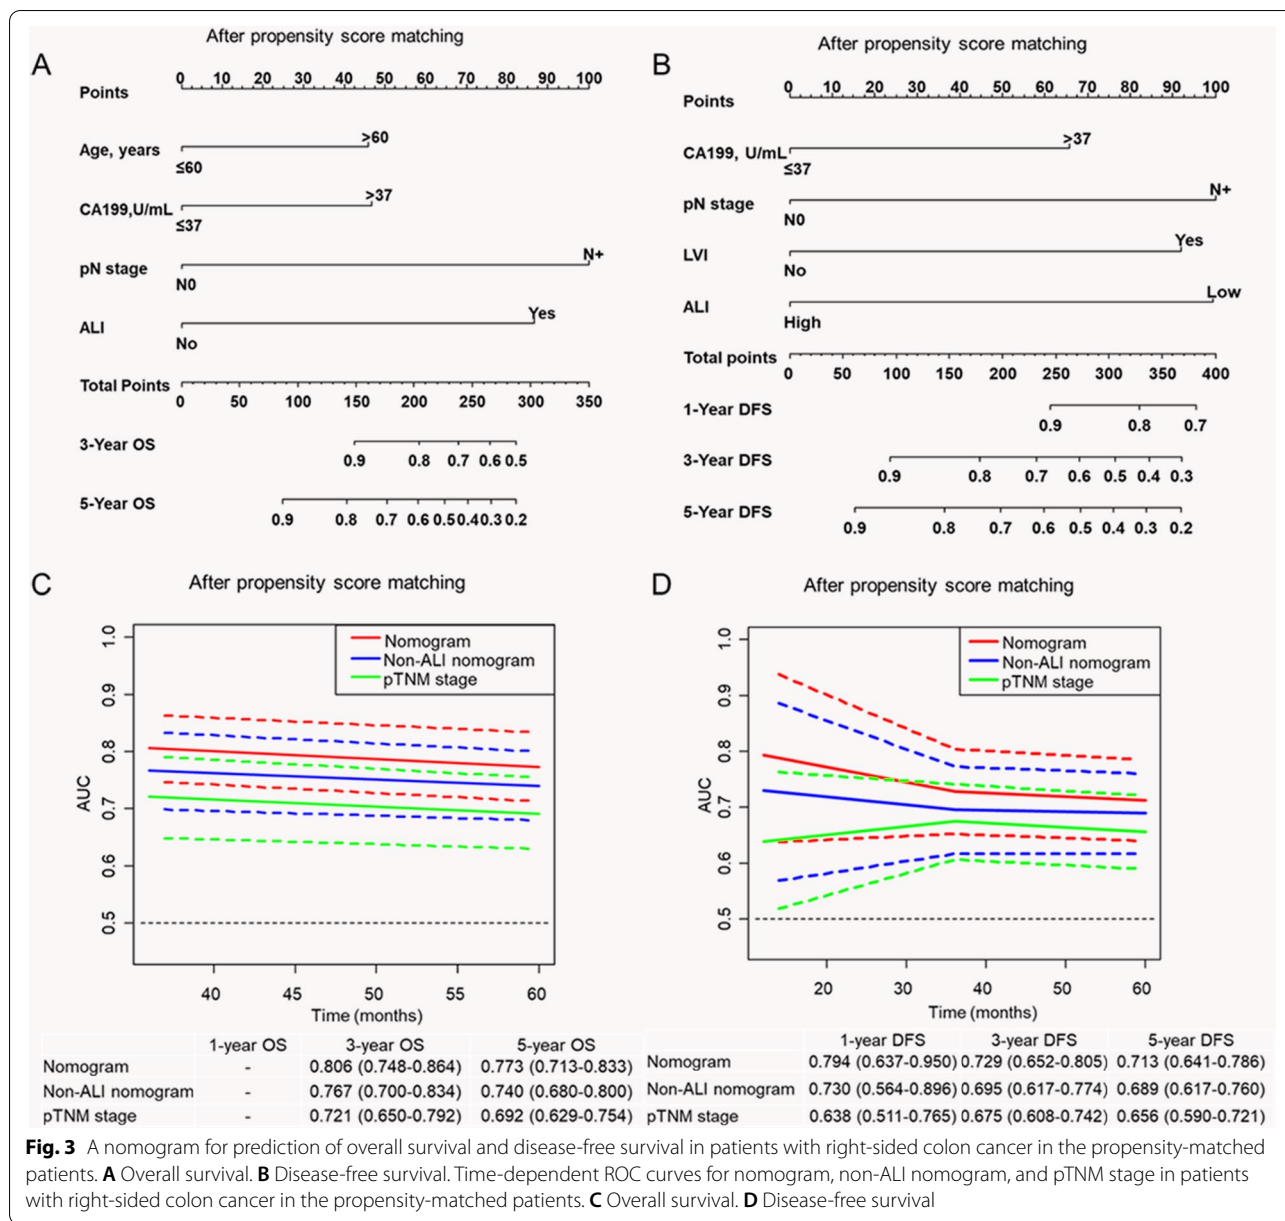 A
After propensity score matching
Points
0 10 20 30 40 50 60 70 80 90 100
Age, years
>60
≤60
CA199,U/mL
>37
≤37
pN stage
N+
N0
ALI
Yes
No
Total Points
0 50 100 150 200 250 300 350
3-Year OS
0.9 0.8 0.7 0.6 0.5
5-Year OS
0.9 0.8 0.7 0.6 0.5 0.4 0.3 0.2
B
After propensity score matching
Points
0 10 20 30 40 50 60 70 80 90 100
CA199, U/mL
>37
≤37
pN stage
N+
N0
LVI
Yes
No
ALI
Low
High
Total points
0 50 100 150 200 250 300 350 400
1-Year DFS
0.9 0.8 0.7
3-Year DFS
0.9 0.8 0.7 0.6 0.5 0.4 0.3
5-Year DFS
0.9 0.8 0.7 0.6 0.5 0.4 0.3 0.2
C
After propensity score matching
Nomogram
Non-ALI nomogram
pTNM stage
AUC
1.0
0.9
0.8
0.7
0.6
0.5
40 45 50 55 60
Time (months)
1-year OS 3-year OS 5-year OS
Nomogram - 0.806 (0.748-0.864) 0.773 (0.713-0.833)
Non-ALI nomogram - 0.767 (0.700-0.834) 0.740 (0.680-0.800)
pTNM stage - 0.721 (0.650-0.792) 0.692 (0.629-0.754)
D
After propensity score matching
Nomogram
Non-ALI nomogram
pTNM stage
AUC
1.0
0.9
0.8
0.7
0.6
0.5
20 30 40 50 60
Time (months)
1-year DFS 3-year DFS 5-year DFS
Nomogram 0.794 (0.637-0.950) 0.729 (0.652-0.805) 0.713 (0.641-0.786)
Non-ALI nomogram 0.730 (0.564-0.896) 0.695 (0.617-0.774) 0.689 (0.617-0.760)
pTNM stage 0.638 (0.511-0.765) 0.675 (0.608-0.742) 0.656 (0.590-0.721)
Fig. 3 A nomogram for prediction of overall survival and disease-free survival in patients with right-sided colon cancer in the propensity-matched
patients. A Overall survival. B Disease-free survival. Time-dependent ROC curves for nomogram, non-ALI nomogram, and pTNM stage in patients
with right-sided colon cancer in the propensity-matched patients. C Overall survival. D Disease-free survival